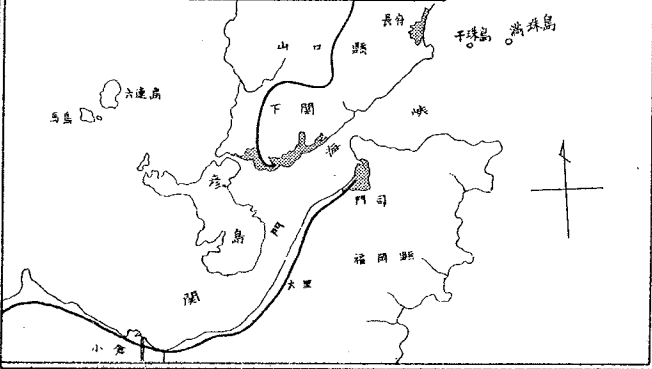 長府
干珠島
満珠島
山口縣
六連島
馬島
下関
海
峡
彦
島
門
関
門司
福岡縣
大里
小倉